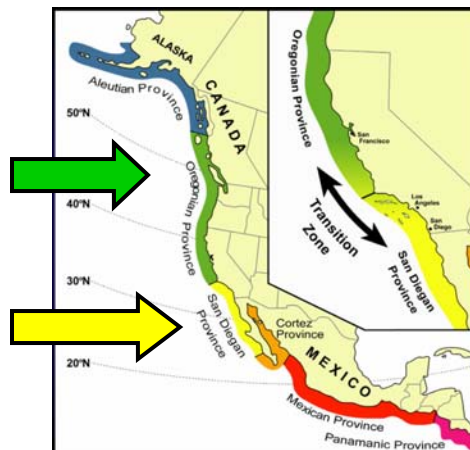 ALASKA
Aleutian Province
CANADA
50°N
Oregonian Province
40°N
30°N
San Diegan
Province
Cortez
Province
MEXICO
20°N
Mexican Province
Panamanic Province
Oregonian Province
San
Francisco
Los
Angeles
San
Diego
Transition
Zone
San Diegan
Province